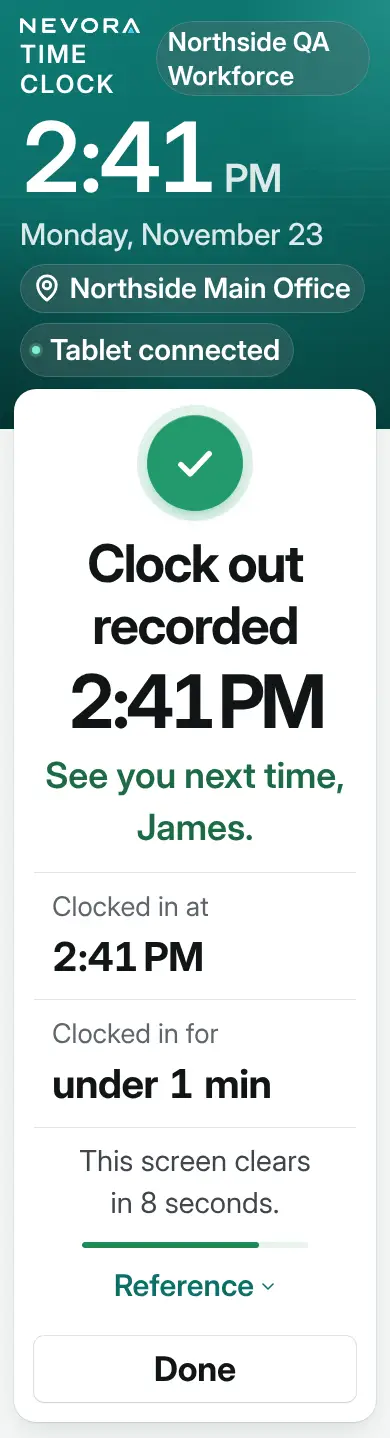 NEVORA
TIME
CLOCK
Northside QA
Workforce
2:41 PM
Monday, November 23
Northside Main Office
Tablet connected
Clock out
recorded
2:41 PM
See you next time,
James.
Clocked in at
2:41 PM
Clocked in for
under 1 min
This screen clears
in 8 seconds.
Reference
Done